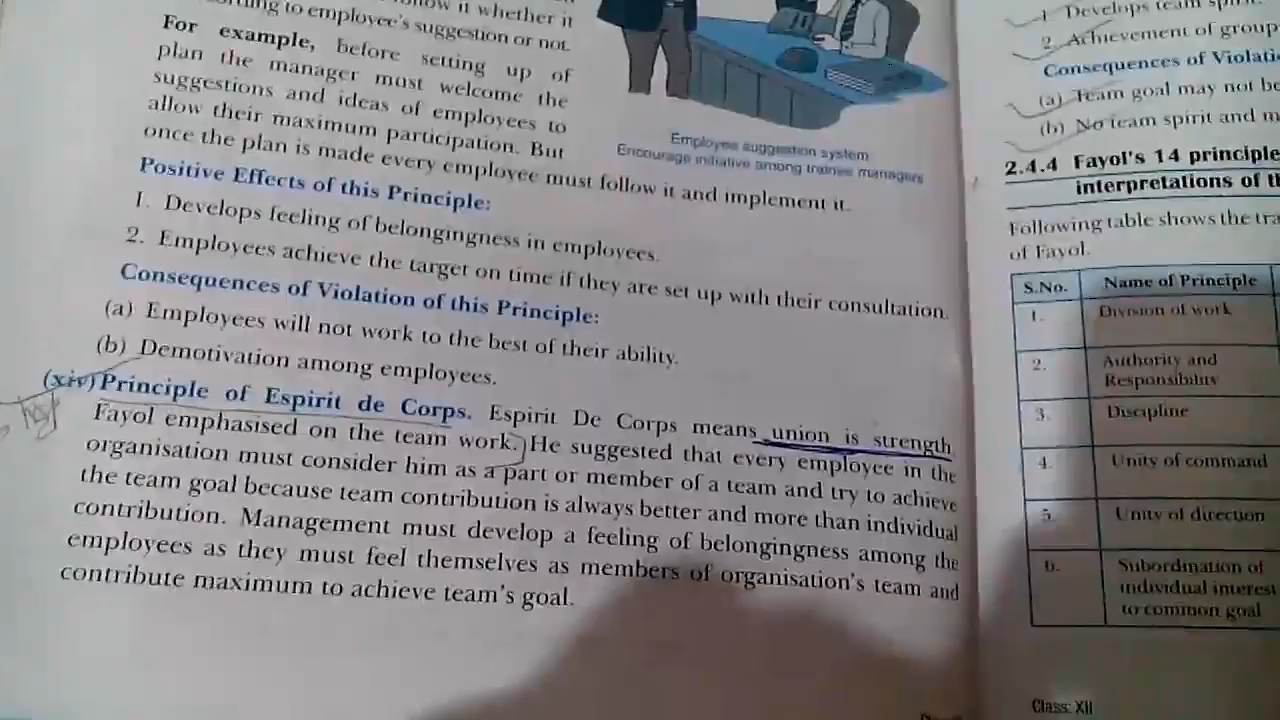 it whether it
to employee's suggestion or not.
For example, before setting up of
plan the manager must welcome the
suggestions and ideas of employees to
allow their maximum participation. But
once the plan is made every employee must follow it and implement it.
Employee suggestion system
Encourage initiative among trainee managers
Positive Effects of this Principle:
1. Develops feeling of belongingness in employees.
2. Employees achieve the target on time if they are set up with their consultation.
Consequences of Violation of this Principle:
(a) Employees will not work to the best of their ability.
(b) Demotivation among employees.
(xiv) Principle of Espirit de Corps. Espirit De Corps means union is strength
Fayol emphasised on the team work. He suggested that every employee in the
organisation must consider him as a part or member of a team and try to achieve
the team goal because team contribution is always better and more than individual
contribution. Management must develop a feeling of belongingness among the
employees as they must feel themselves as members of organisation's team and
contribute maximum to achieve team's goal.
1. Develops team
2. Achievement of group
Consequences of
(a) Team goal may not be
(b) No team spirit and
2.4.4 Fayol's 14
interpretations of
Following table shows the
of Fayol.
S.No. Name of Principle
1. Division of work
2. Authority and
Responsibility
3. Discipline
4. Unity of command
5. Unity of direction
6. Subordination of
individual interest
to common goal
Class: XII